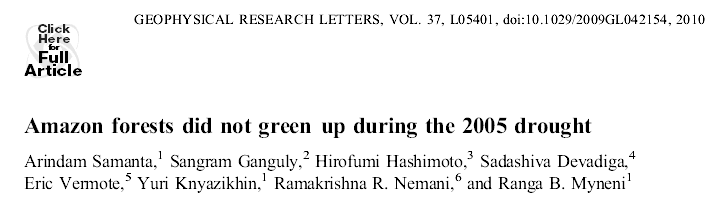 GEOPHYSICAL RESEARCH LETTERS, VOL. 37, L05401, doi:10.1029/2009GL042154, 2010
Click
Here
for
Full
Article
Amazon forests did not green up during the 2005 drought
Arindam Samanta,1 Sangram Ganguly,2 Hirofumi Hashimoto,3 Sadashiva Devadiga,4
Eric Vermote,5 Yuri Knyazikhin,1 Ramakrishna R. Nemani,6 and Ranga B. Myneni1